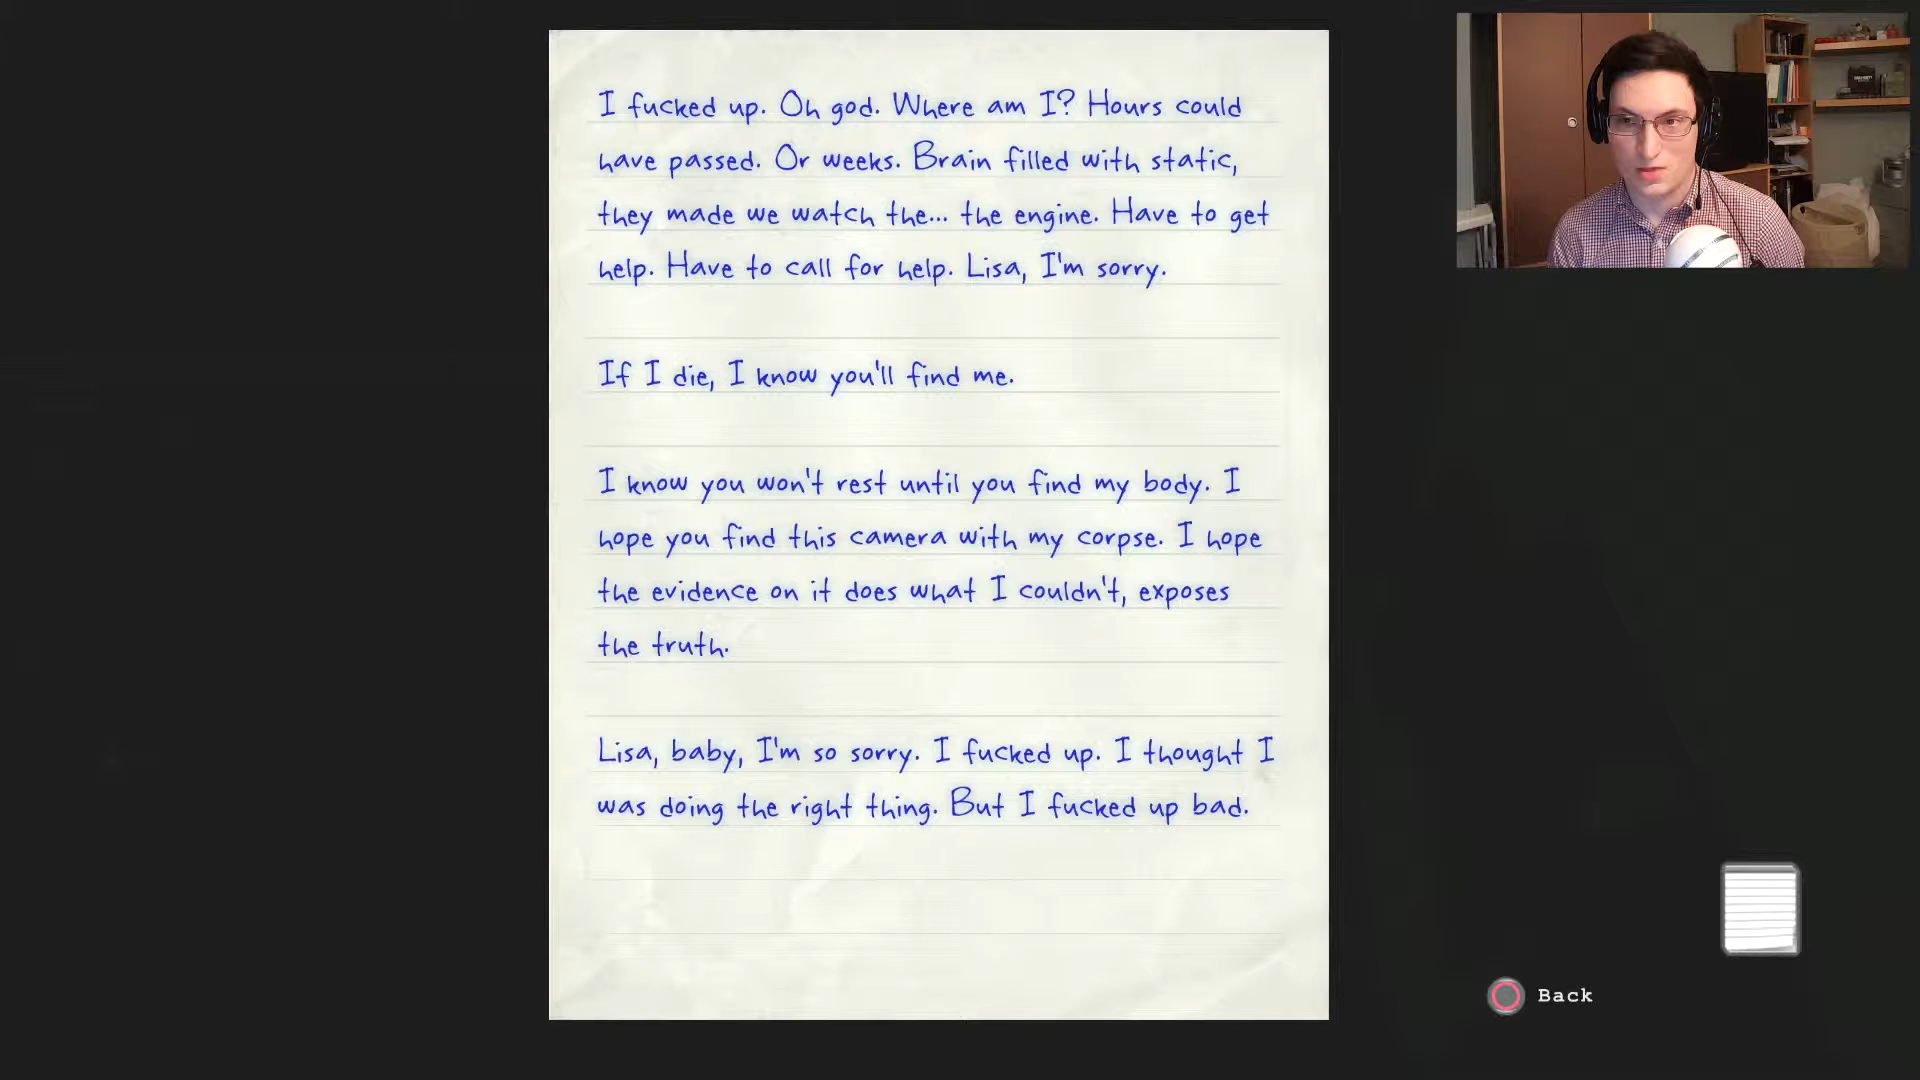 I fucked up. Oh god. Where am I? Hours could
have passed. Or weeks. Brain filled with static,
they made we watch the... the engine. Have to get
help. Have to call for help. Lisa, I'm sorry.
If I die, I know you'll find me.
I know you won't rest until you find my body. I
hope you find this camera with my corpse. I hope
the evidence on it does what I couldn't, exposes
the truth.
Lisa, baby, I'm so sorry. I fucked up. I thought I
was doing the right thing. But I fucked up bad.
Back